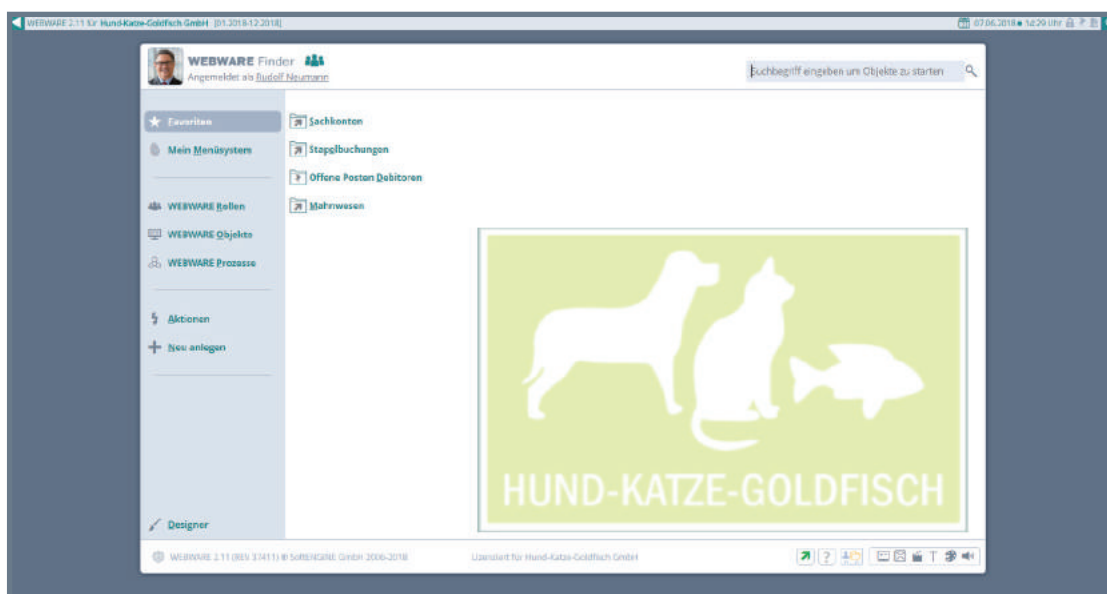 WEBWARE 2.11 für Hund-Katze-Goldfisch GmbH [01.2018-12.2018]
07.06.2018 14:29 Uhr
WEBWARE Finder
Angemeldet als Rudolf Neumann
Suchbegriff eingeben um Objekte zu starten
Favoriten
Mein Menüsystem
WEBWARE Rollen
WEBWARE Objekte
WEBWARE Prozesse
Aktionen
Neu anlegen
Designer
Sachkonten
Stapelbuchungen
Offene Posten Debitoren
Mahnwesen
HUND-KATZE-GOLDFISCH
WEBWARE 2.11 (REV 37411) © SoftENGINE GmbH 2006-2018
Lizensiert für Hund-Katze-Goldfisch GmbH